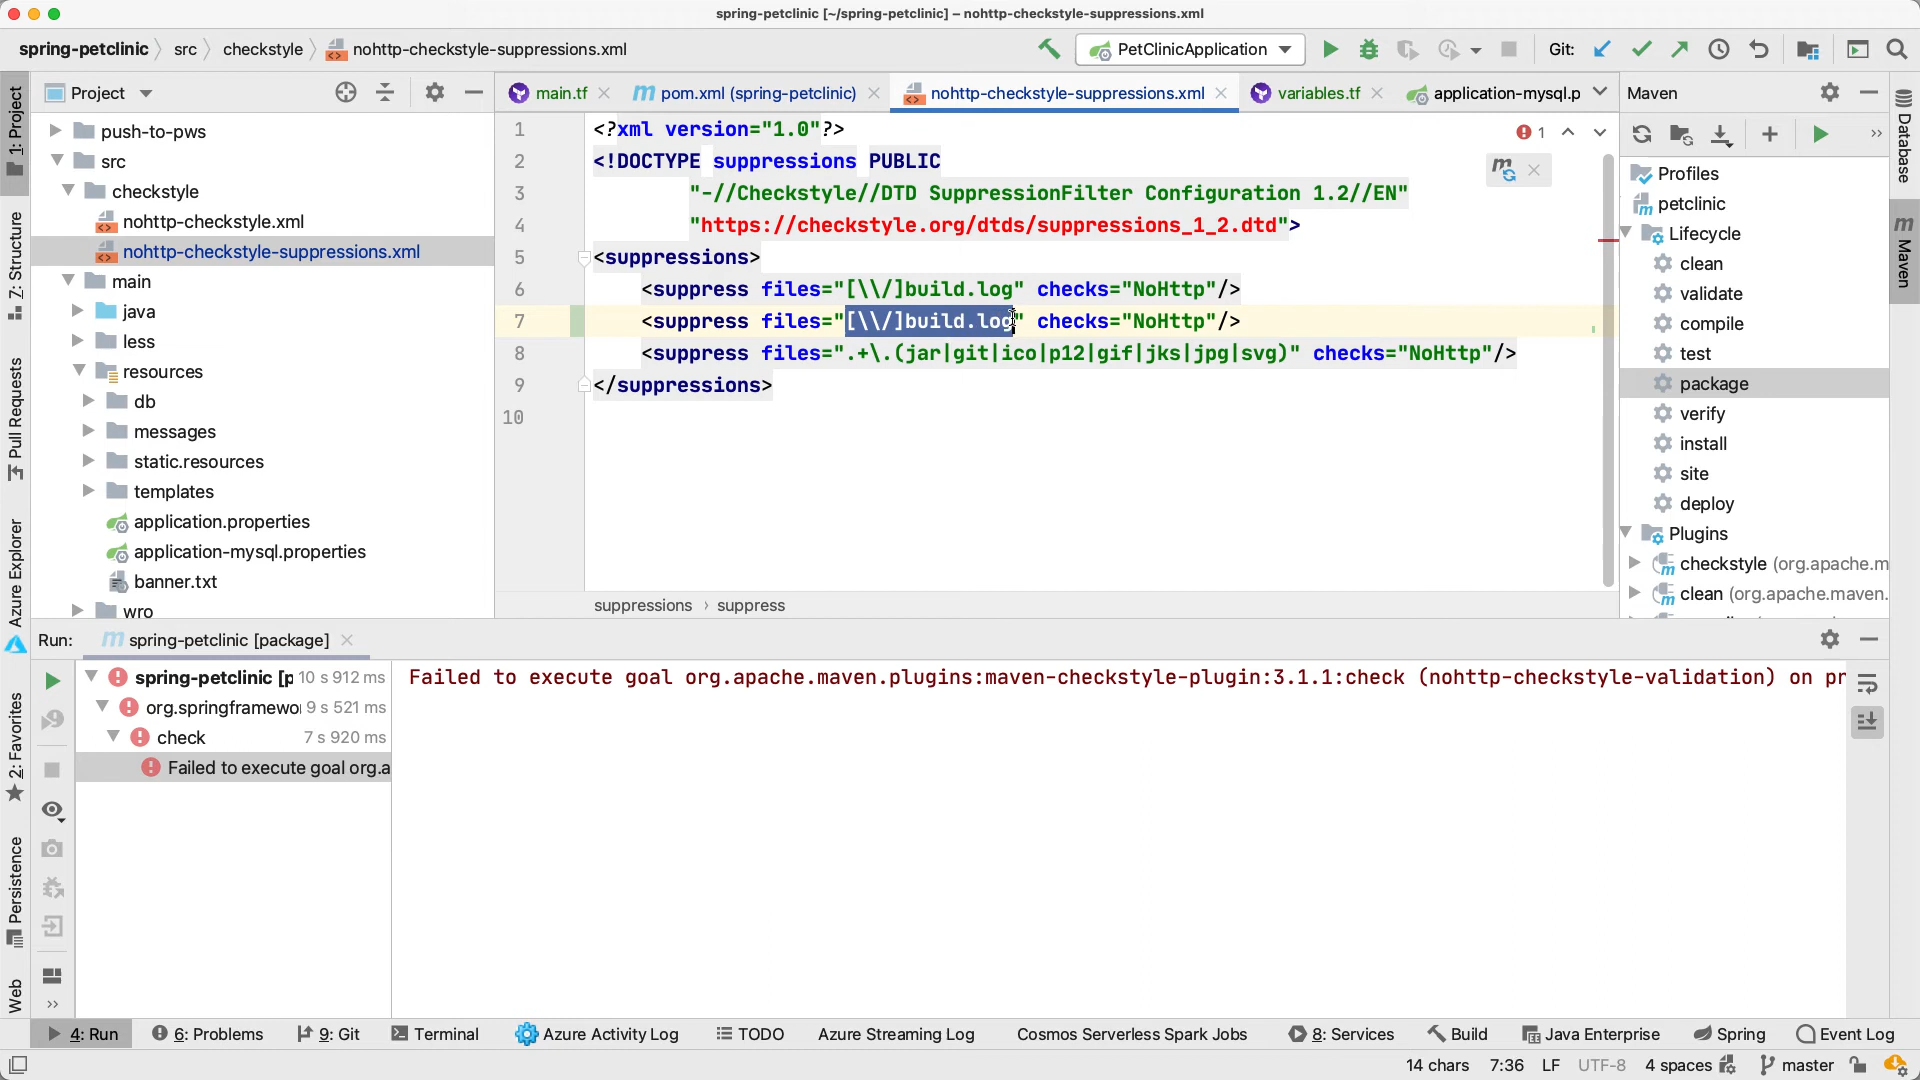 spring-petclinic [~/spring-petclinic] – nohttp-checkstyle-suppressions.xml
spring-petclinic src checkstyle nohttp-checkstyle-suppressions.xml
PetClinicApplication
Git:
Project
main.tf
pom.xml (spring-petclinic)
nohttp-checkstyle-suppressions.xml
variables.tf
application-mysql.p
Maven
1: Project
Z: Structure
Pull Requests
Azure Explorer
2: Favorites
Persistence
Web
push-to-pws
src
checkstyle
nohttp-checkstyle.xml
nohttp-checkstyle-suppressions.xml
main
java
less
resources
db
messages
static.resources
templates
application.properties
application-mysql.properties
banner.txt
wro
1 <?xml version="1.0"?>
2 <!DOCTYPE suppressions PUBLIC
3 "-//Checkstyle//DTD SuppressionFilter Configuration 1.2//EN"
4 "https://checkstyle.org/dtds/suppressions_1_2.dtd">
5 <suppressions>
6 <suppress files="[\\/]build.log" checks="NoHttp"/>
7 <suppress files="[\\/]build.log" checks="NoHttp"/>
8 <suppress files=".+\.(jar|git|ico|p12|gif|jks|jpg|svg)" checks="NoHttp"/>
9 </suppressions>
10
1
m
suppressions › suppress
Profiles
petclinic
Lifecycle
clean
validate
compile
test
package
verify
install
site
deploy
Plugins
checkstyle (org.apache.m
clean (org.apache.maven.
Database
m Maven
Run: spring-petclinic [package]
spring-petclinic [p 10 s 912 ms
org.springframewo 9 s 521 ms
check 7 s 920 ms
Failed to execute goal org.a
Failed to execute goal org.apache.maven.plugins:maven-checkstyle-plugin:3.1.1:check (nohttp-checkstyle-validation) on pr
4: Run
6: Problems
9: Git
Terminal
Azure Activity Log
TODO
Azure Streaming Log
Cosmos Serverless Spark Jobs
8: Services
Build
Java Enterprise
Spring
Event Log
14 chars 7:36 LF UTF-8 4 spaces master